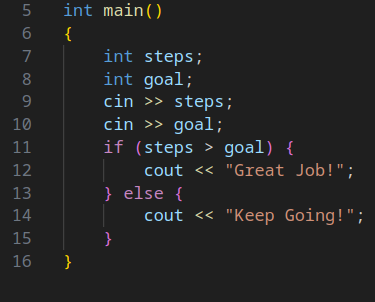 5 int main()
6 {
7     int steps;
8     int goal;
9     cin >> steps;
10     cin >> goal;
11     if (steps > goal) {
12         cout << "Great Job!";
13     } else {
14         cout << "Keep Going!";
15     }
16 }